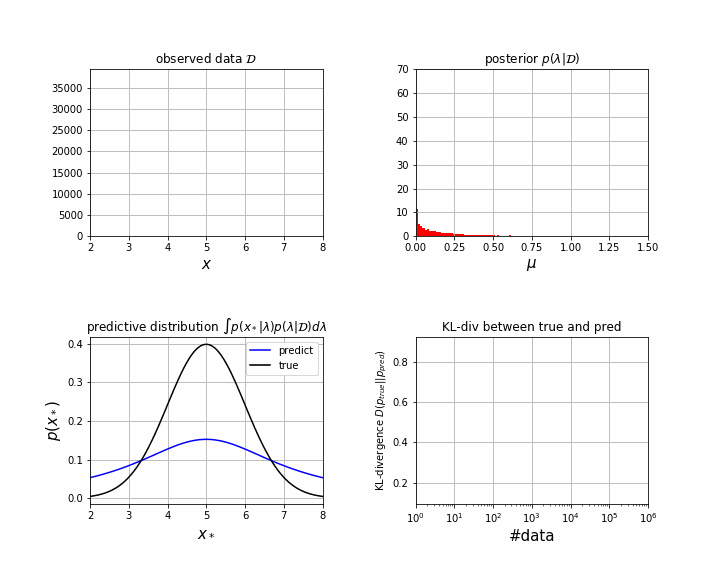 observed data 𝒟
35000
30000
25000
20000
15000
10000
5000
0
2 3 4 5 6 7 8
x
posterior p(λ|𝒟)
70
60
50
40
30
20
10
0
0.00 0.25 0.50 0.75 1.00 1.25 1.50
μ
predictive distribution ∫p(x*|λ)p(λ|𝒟)dλ
p(x*)
0.4
0.3
0.2
0.1
0.0
predict
true
2 3 4 5 6 7 8
x*
KL-div between true and pred
KL-divergence D(p_true||p_pred)
0.8
0.6
0.4
0.2
10⁰ 10¹ 10² 10³ 10⁴ 10⁵ 10⁶
#data